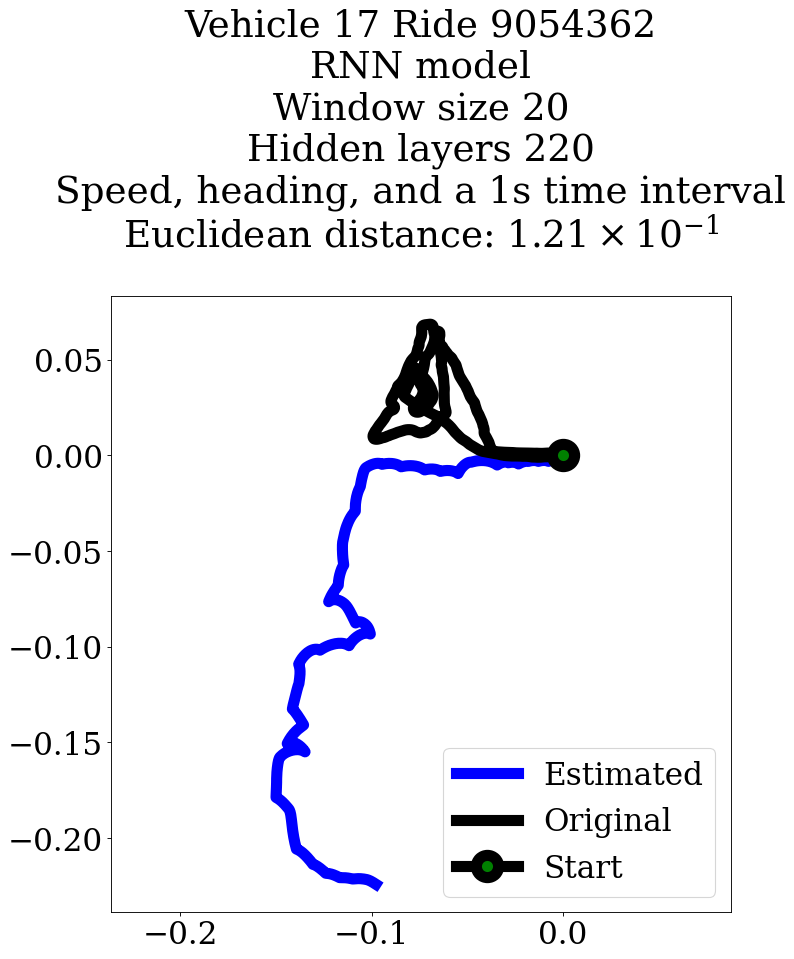 Vehicle 17 Ride 9054362
RNN model
Window size 20
Hidden layers 220
Speed, heading, and a 1s time interval
Euclidean distance: 1.21 × 10⁻¹
0.05
0.00
−0.05
−0.10
−0.15
−0.20
−0.2
−0.1
0.0
Estimated
Original
Start